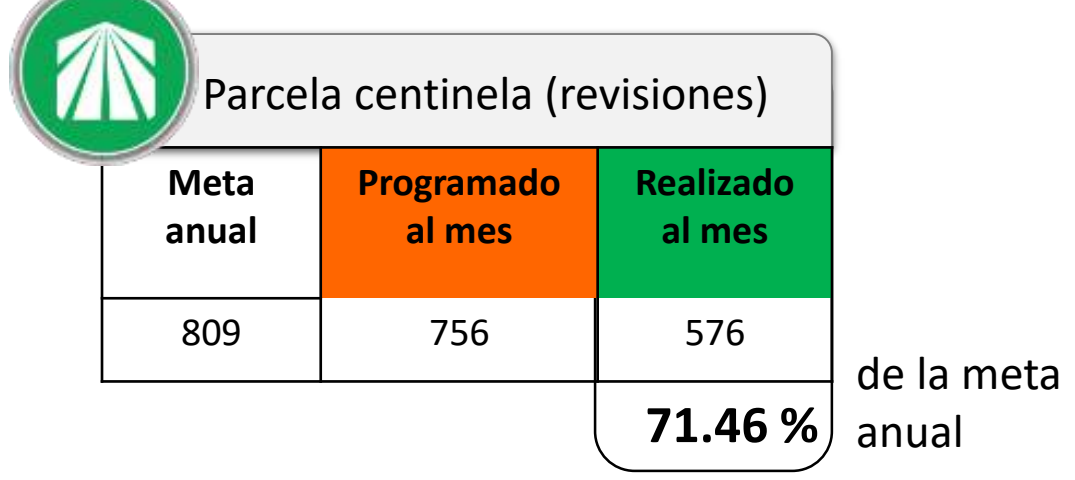 Parcela centinela (revisiones)
Meta anual
Programado al mes
Realizado al mes
809 756 576
71.46 %
de la meta
anual